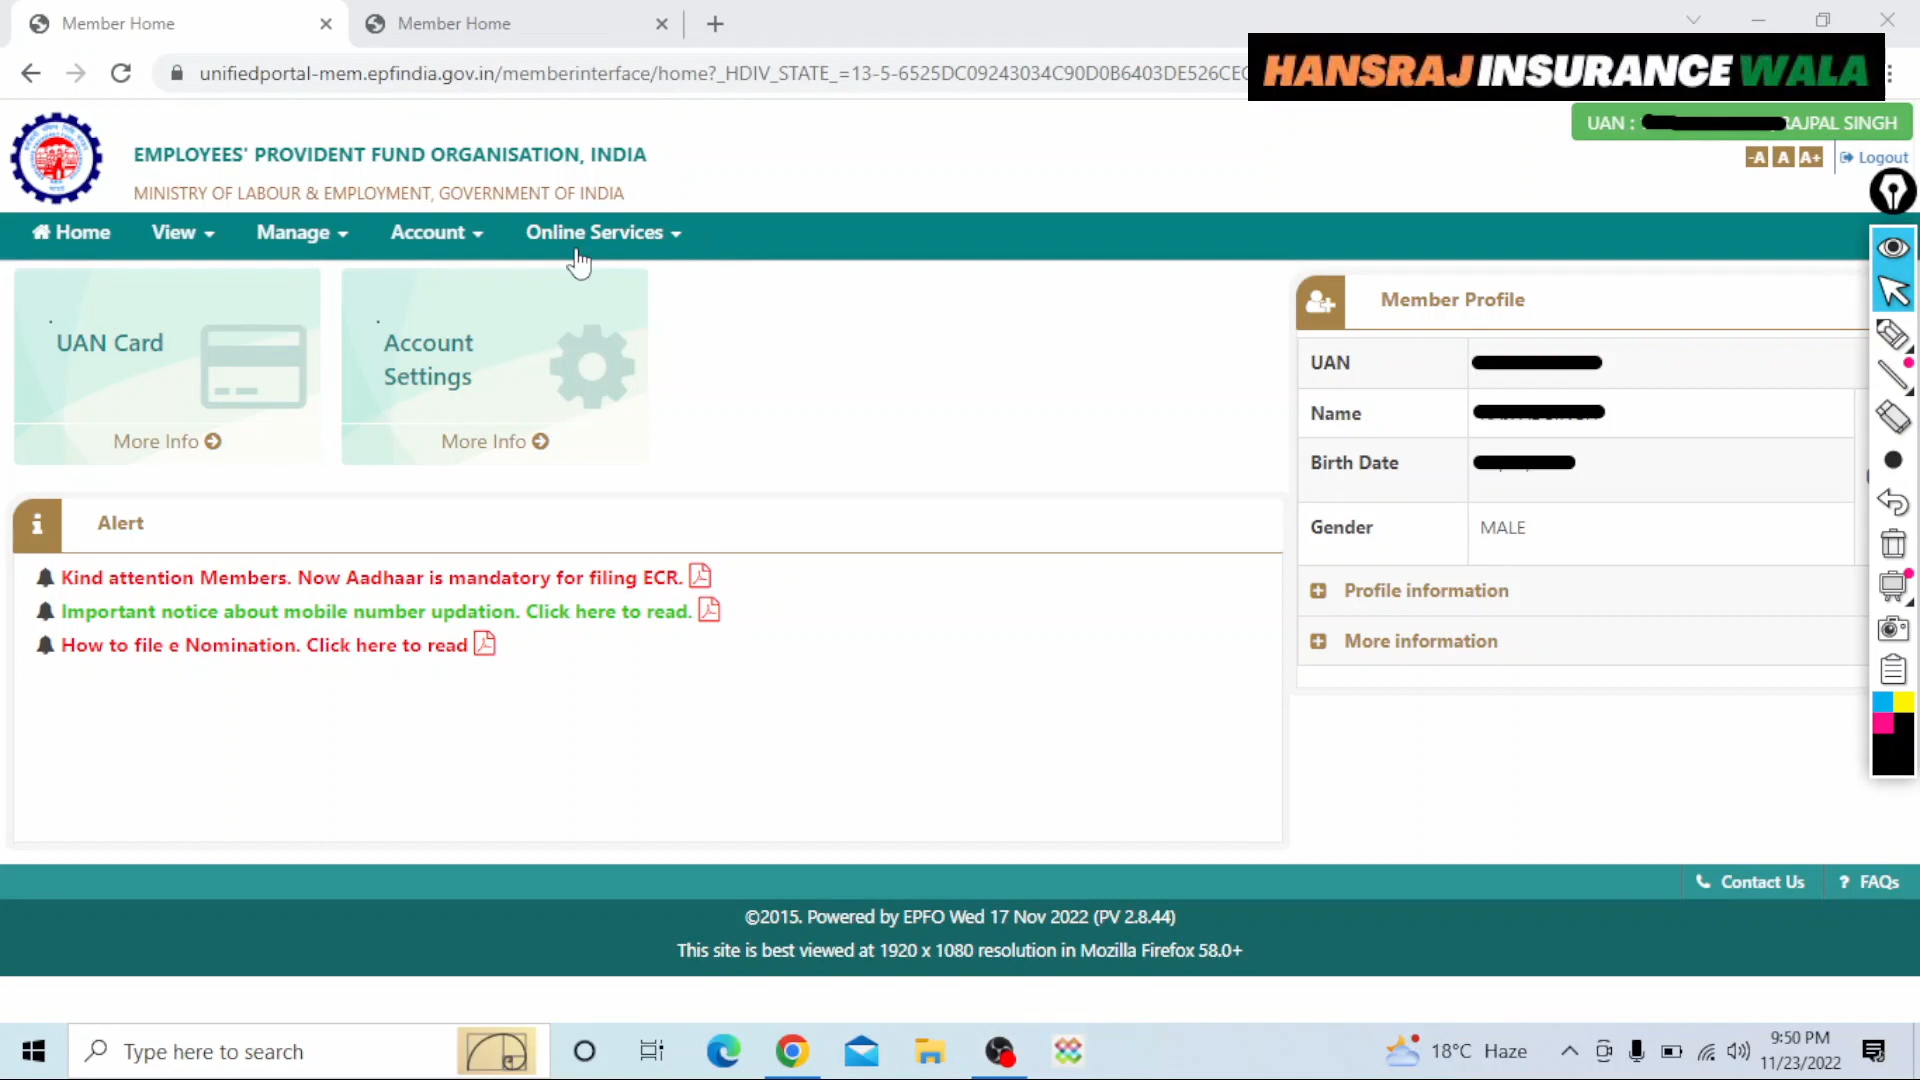 Member Home
Member Home
unifiedportal-mem.epfindia.gov.in/memberinterface/home?_HDIV_STATE_=13-5-6525DC09243034C90D0B6403DE526CEC
HANSRAJ INSURANCE WALA
UAN : RAJPAL SINGH
EMPLOYEES' PROVIDENT FUND ORGANISATION, INDIA
-A A A+ Logout
MINISTRY OF LABOUR & EMPLOYMENT, GOVERNMENT OF INDIA
Home View Manage Account Online Services
UAN Card
More Info
Account
Settings
More Info
Member Profile
UAN
Name
Birth Date
Gender MALE
Profile information
More information
Alert
Kind attention Members. Now Aadhaar is mandatory for filing ECR.
Important notice about mobile number updation. Click here to read.
How to file e Nomination. Click here to read
Contact Us ? FAQs
©2015. Powered by EPFO Wed 17 Nov 2022 (PV 2.8.44)
This site is best viewed at 1920 x 1080 resolution in Mozilla Firefox 58.0+
Type here to search
18°C Haze
9:50 PM
11/23/2022